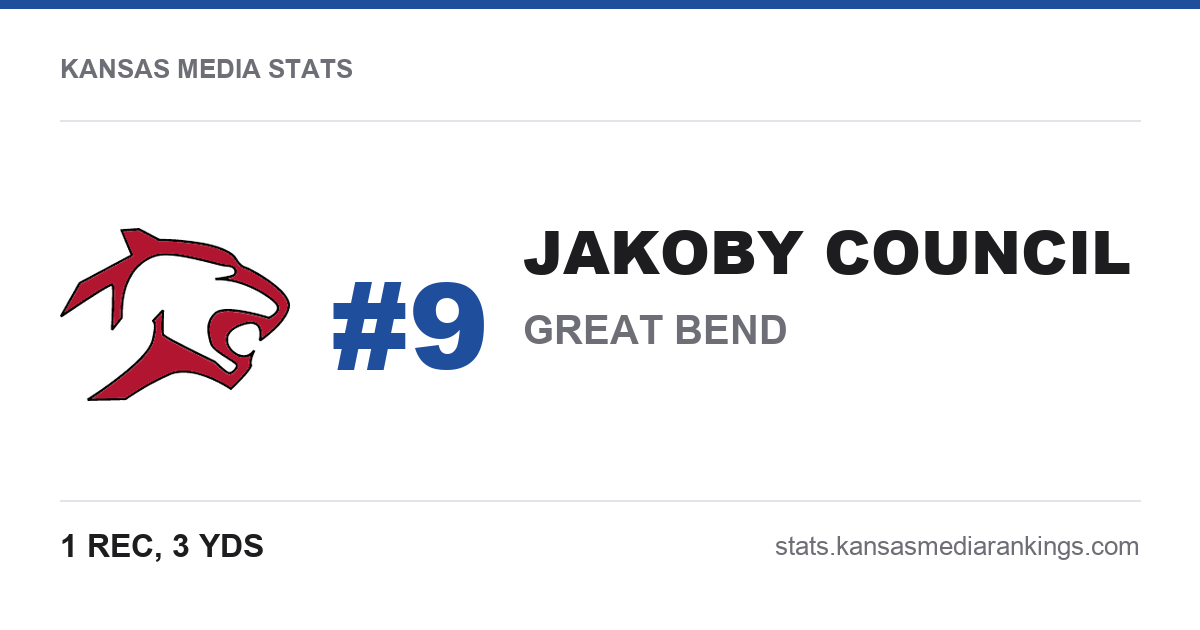 KANSAS MEDIA STATS
#9
JAKOBY COUNCIL
GREAT BEND
1 REC, 3 YDS
stats.kansasmediarankings.com